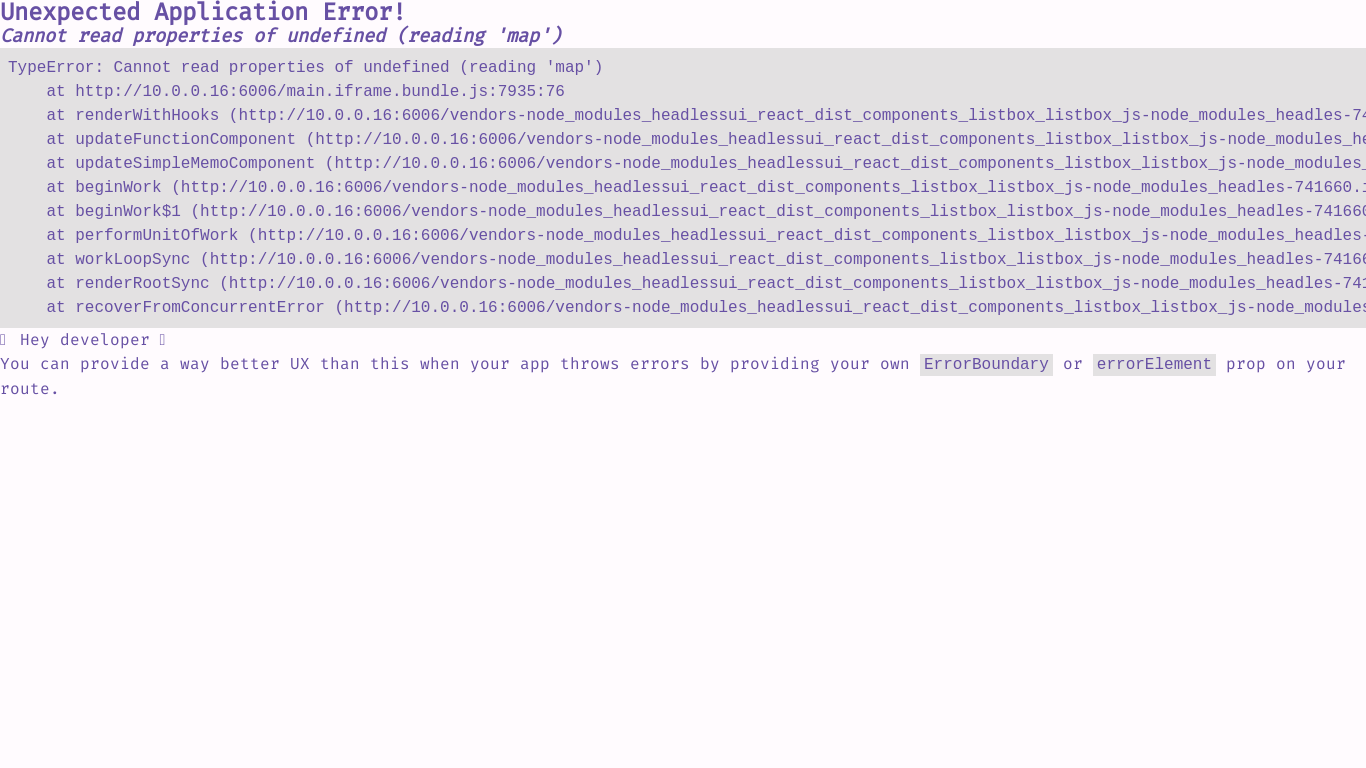 Unexpected Application Error!
Cannot read properties of undefined (reading 'map')
TypeError: Cannot read properties of undefined (reading 'map')
at http://10.0.0.16:6006/main.iframe.bundle.js:7935:76
at renderWithHooks (http://10.0.0.16:6006/vendors-node_modules_headlessui_react_dist_components_listbox_listbox_js-node_modules_headles-74
at updateFunctionComponent (http://10.0.0.16:6006/vendors-node_modules_headlessui_react_dist_components_listbox_listbox_js-node_modules_he
at updateSimpleMemoComponent (http://10.0.0.16:6006/vendors-node_modules_headlessui_react_dist_components_listbox_listbox_js-node_modules_
at beginWork (http://10.0.0.16:6006/vendors-node_modules_headlessui_react_dist_components_listbox_listbox_js-node_modules_headles-741660.i
at beginWork$1 (http://10.0.0.16:6006/vendors-node_modules_headlessui_react_dist_components_listbox_listbox_js-node_modules_headles-741660
at performUnitOfWork (http://10.0.0.16:6006/vendors-node_modules_headlessui_react_dist_components_listbox_listbox_js-node_modules_headles-
at workLoopSync (http://10.0.0.16:6006/vendors-node_modules_headlessui_react_dist_components_listbox_listbox_js-node_modules_headles-74166
at renderRootSync (http://10.0.0.16:6006/vendors-node_modules_headlessui_react_dist_components_listbox_listbox_js-node_modules_headles-741
at recoverFromConcurrentError (http://10.0.0.16:6006/vendors-node_modules_headlessui_react_dist_components_listbox_listbox_js-node_modules
Hey developer
You can provide a way better UX than this when your app throws errors by providing your own ErrorBoundary or errorElement prop on your
route.